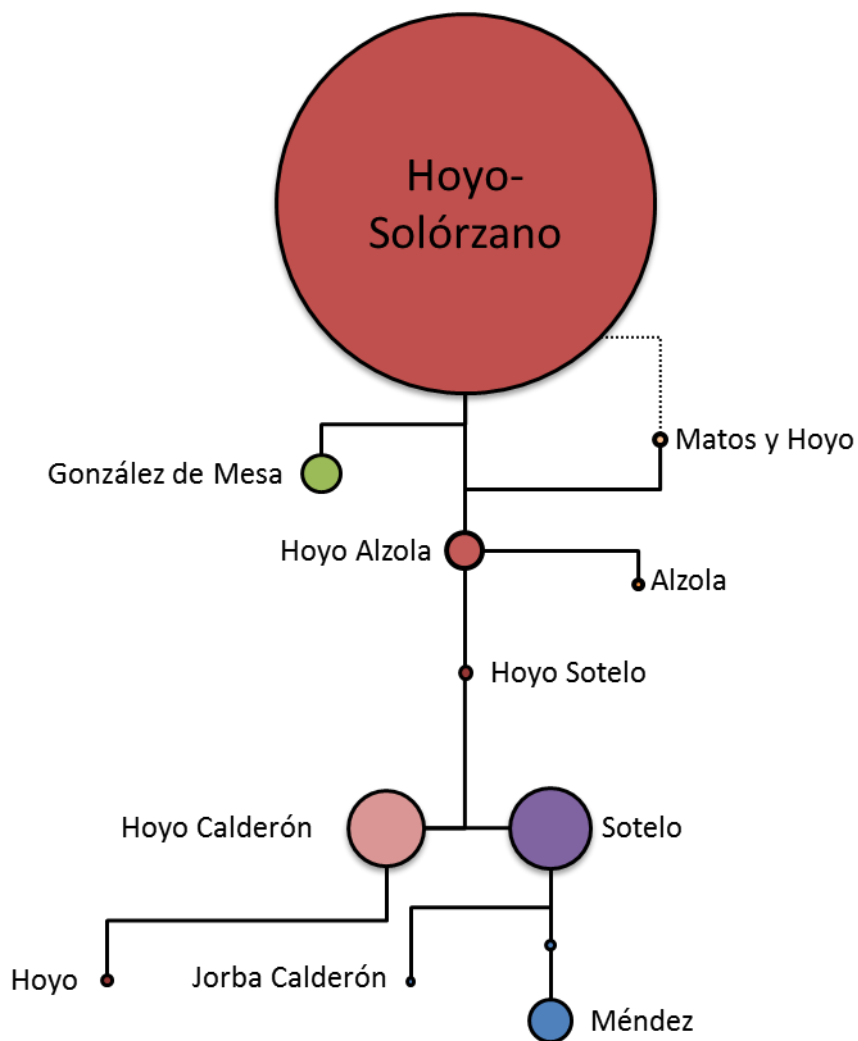 Hoyo-
Solórzano
Matos y Hoyo
González de Mesa
Hoyo Alzola
Alzola
Hoyo Sotelo
Hoyo Calderón
Sotelo
Hoyo
Jorba Calderón
Méndez